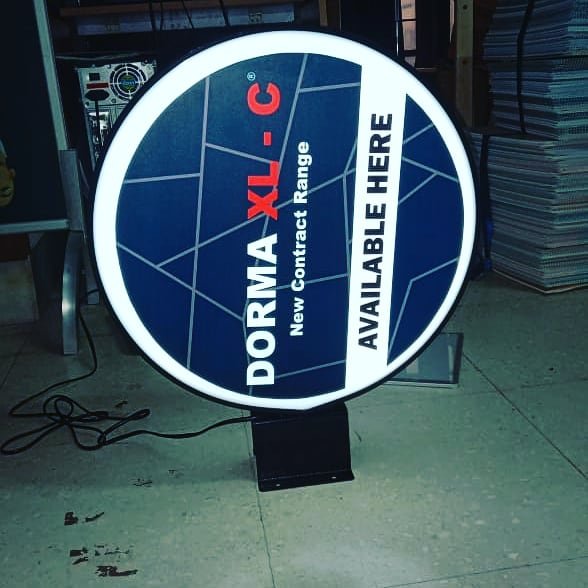 DORMA XL - C®
New Contract Range
AVAILABLE HERE